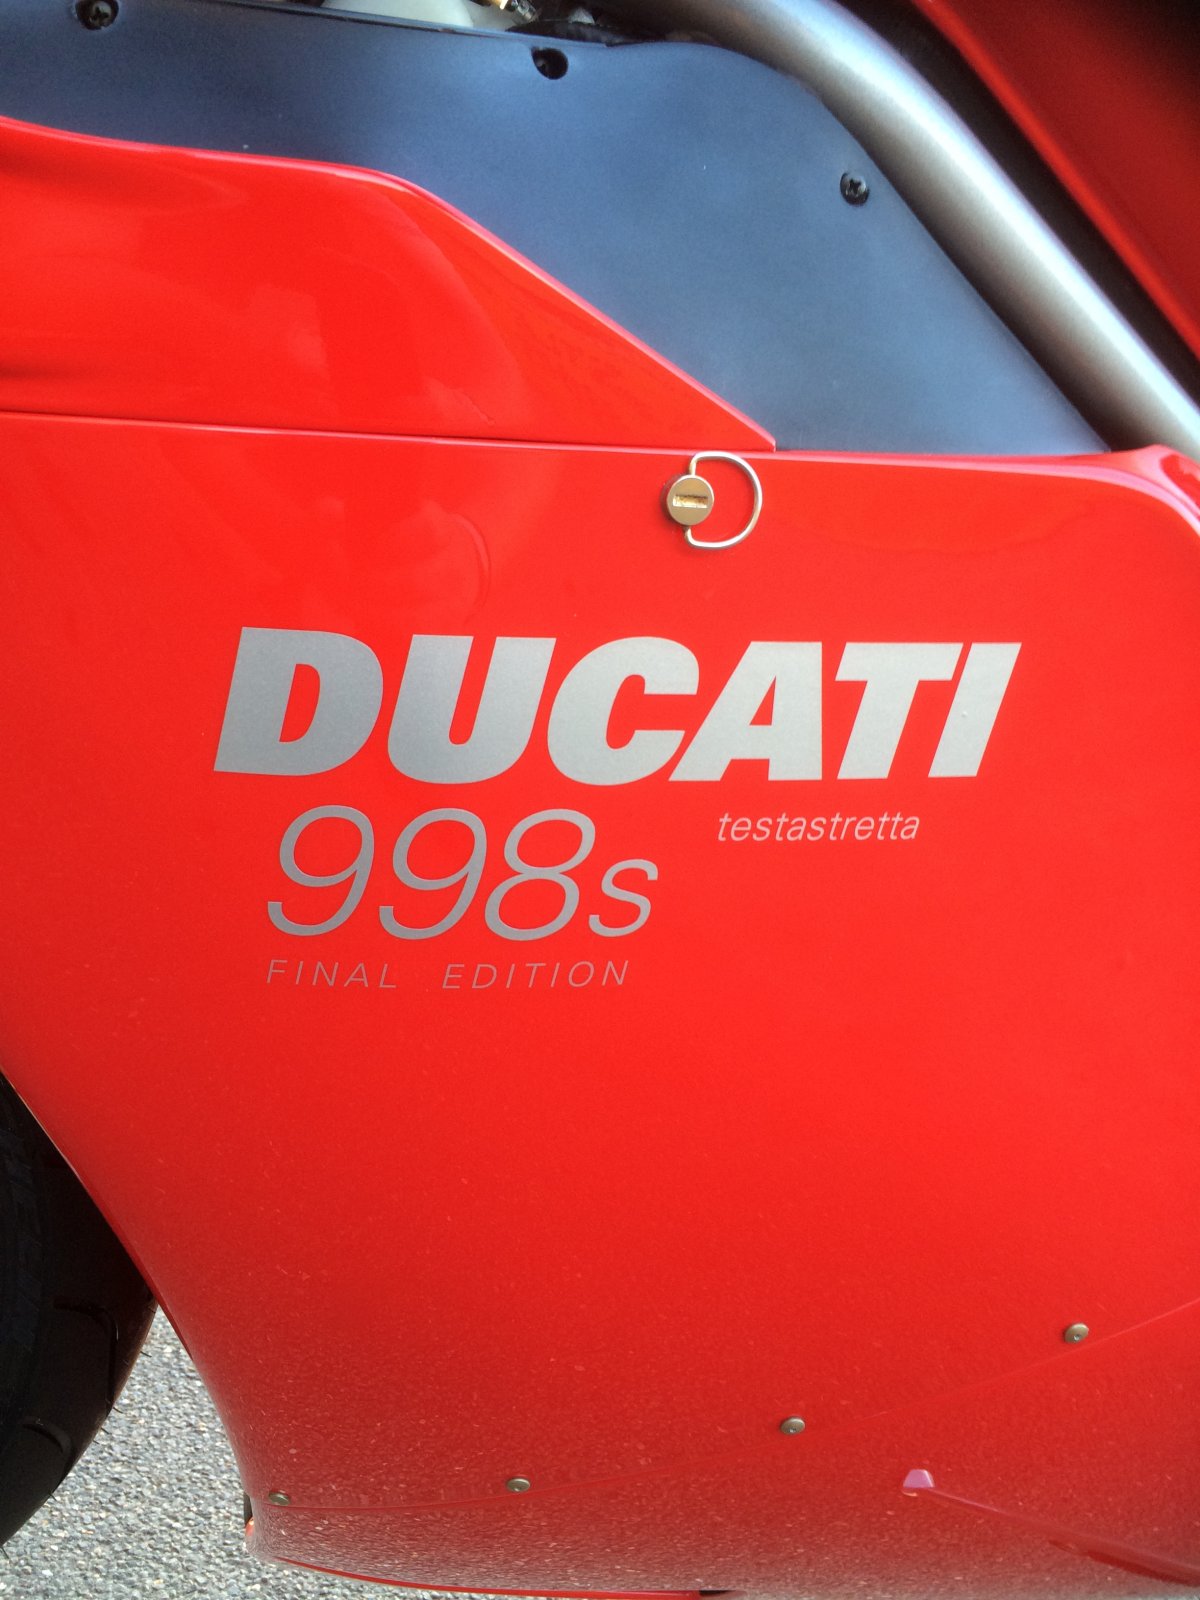 DUCATI
testastretta
998s
FINAL EDITION